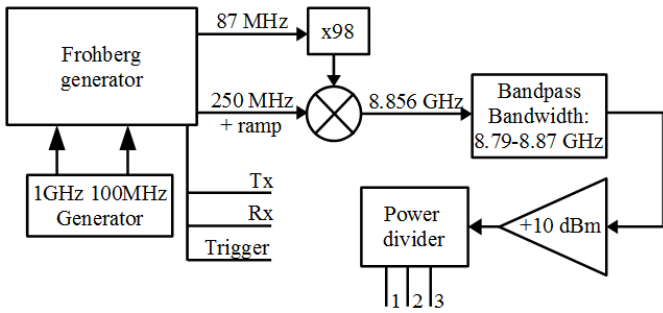 87 MHz
x98
Frohberg
generator
250 MHz
+ ramp
8.856 GHz
Bandpass
Bandwidth:
8.79-8.87 GHz
1GHz 100MHz
Generator
Tx
Rx
Trigger
Power
divider
+10 dBm
1
2
3